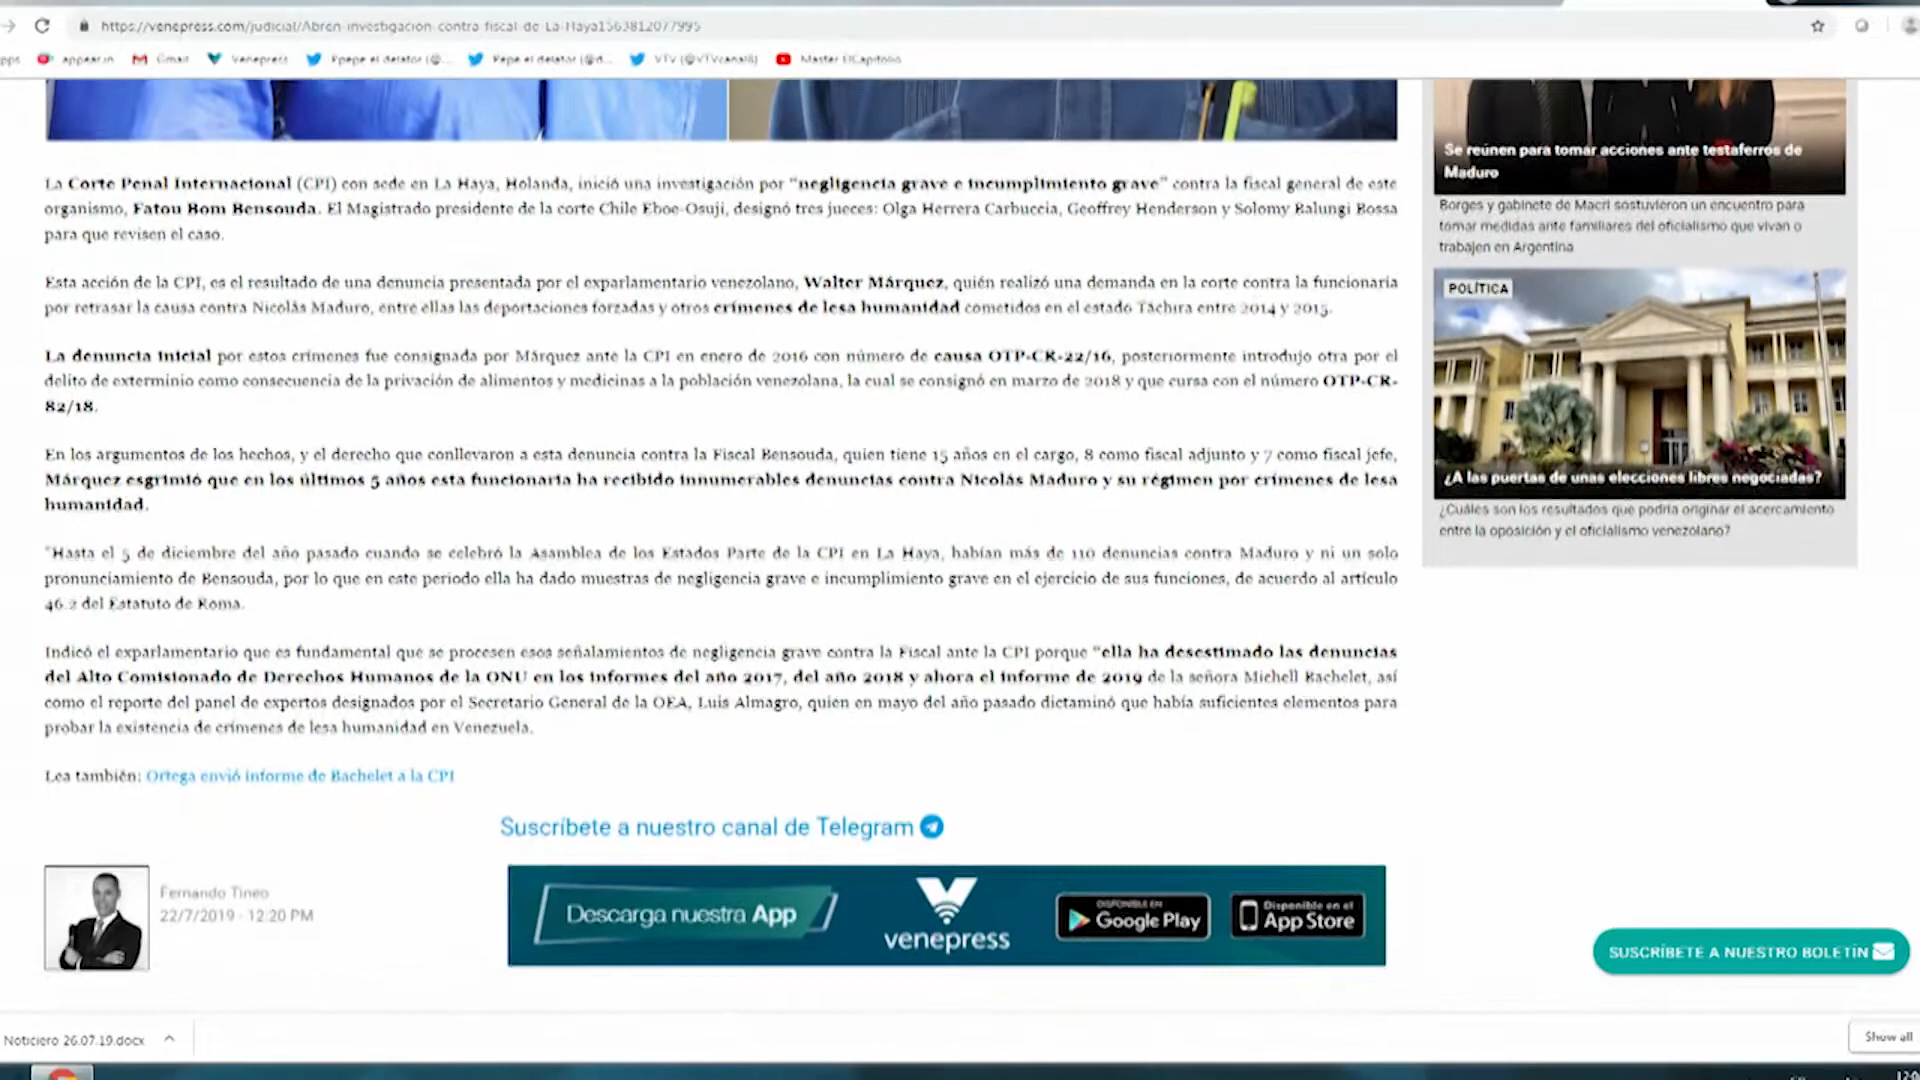 https://venepress.com/judicial/Abren-investigacion-contra-fiscal-de-La-Haya1563812077995
apps appear.in Gmail Venepress Ppepe el delator (@... Pepe el delator (@d... VTV (@VTVcanal8) Master ElCapitolio
La Corte Penal Internacional (CPI) con sede en La Haya, Holanda, inició una investigación por "negligencia grave e incumplimiento grave" contra la fiscal general de este
organismo, Fatou Bom Bensouda. El Magistrado presidente de la corte Chile Eboe-Osuji, designó tres jueces: Olga Herrera Carbuccia, Geoffrey Henderson y Solomy Balungi Bossa
para que revisen el caso.
Esta acción de la CPI, es el resultado de una denuncia presentada por el exparlamentario venezolano, Walter Márquez, quién realizó una demanda en la corte contra la funcionaria
por retrasar la causa contra Nicolás Maduro, entre ellas las deportaciones forzadas y otros crímenes de lesa humanidad cometidos en el estado Táchira entre 2014 y 2015.
La denuncia inicial por estos crímenes fue consignada por Márquez ante la CPI en enero de 2016 con número de causa OTP-CR-22/16, posteriormente introdujo otra por el
delito de exterminio como consecuencia de la privación de alimentos y medicinas a la población venezolana, la cual se consignó en marzo de 2018 y que cursa con el número OTP-CR-
82/18.
En los argumentos de los hechos, y el derecho que conllevaron a esta denuncia contra la Fiscal Bensouda, quien tiene 15 años en el cargo, 8 como fiscal adjunto y 7 como fiscal jefe,
Márquez esgrimió que en los últimos 5 años esta funcionaria ha recibido innumerables denuncias contra Nicolás Maduro y su régimen por crímenes de lesa
humanidad.
"Hasta el 5 de diciembre del año pasado cuando se celebró la Asamblea de los Estados Parte de la CPI en La Haya, habían más de 110 denuncias contra Maduro y ni un solo
pronunciamiento de Bensouda, por lo que en este periodo ella ha dado muestras de negligencia grave e incumplimiento grave en el ejercicio de sus funciones, de acuerdo al artículo
46.2 del Estatuto de Roma.
Indicó el exparlamentario que es fundamental que se procesen esos señalamientos de negligencia grave contra la Fiscal ante la CPI porque "ella ha desestimado las denuncias
del Alto Comisionado de Derechos Humanos de la ONU en los informes del año 2017, del año 2018 y ahora el informe de 2019 de la señora Michell Bachelet, así
como el reporte del panel de expertos designados por el Secretario General de la OEA, Luis Almagro, quien en mayo del año pasado dictaminó que había suficientes elementos para
probar la existencia de crímenes de lesa humanidad en Venezuela.
Lea también: Ortega envió informe de Bachelet a la CPI
Suscríbete a nuestro canal de Telegram
Fernando Tineo
22/7/2019 - 12:20 PM
Descarga nuestra App
venepress
DISPONIBLE EN
Google Play
Disponible en el
App Store
Se reúnen para tomar acciones ante testaferros de
Maduro
Borges y gabinete de Macri sostuvieron un encuentro para
tomar medidas ante familiares del oficialismo que vivan o
trabajen en Argentina
POLÍTICA
¿A las puertas de unas elecciones libres negociadas?
¿Cuáles son los resultados que podría originar el acercamiento
entre la oposición y el oficialismo venezolano?
SUSCRÍBETE A NUESTRO BOLETÍN
Noticiero 26.07.19.docx
Show all